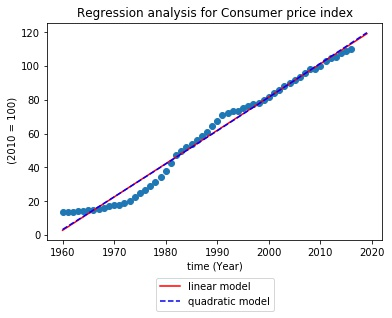 Regression analysis for Consumer price index
120
100
80
60
40
20
0
(2010 = 100)
1960 1970 1980 1990 2000 2010 2020
time (Year)
linear model
quadratic model